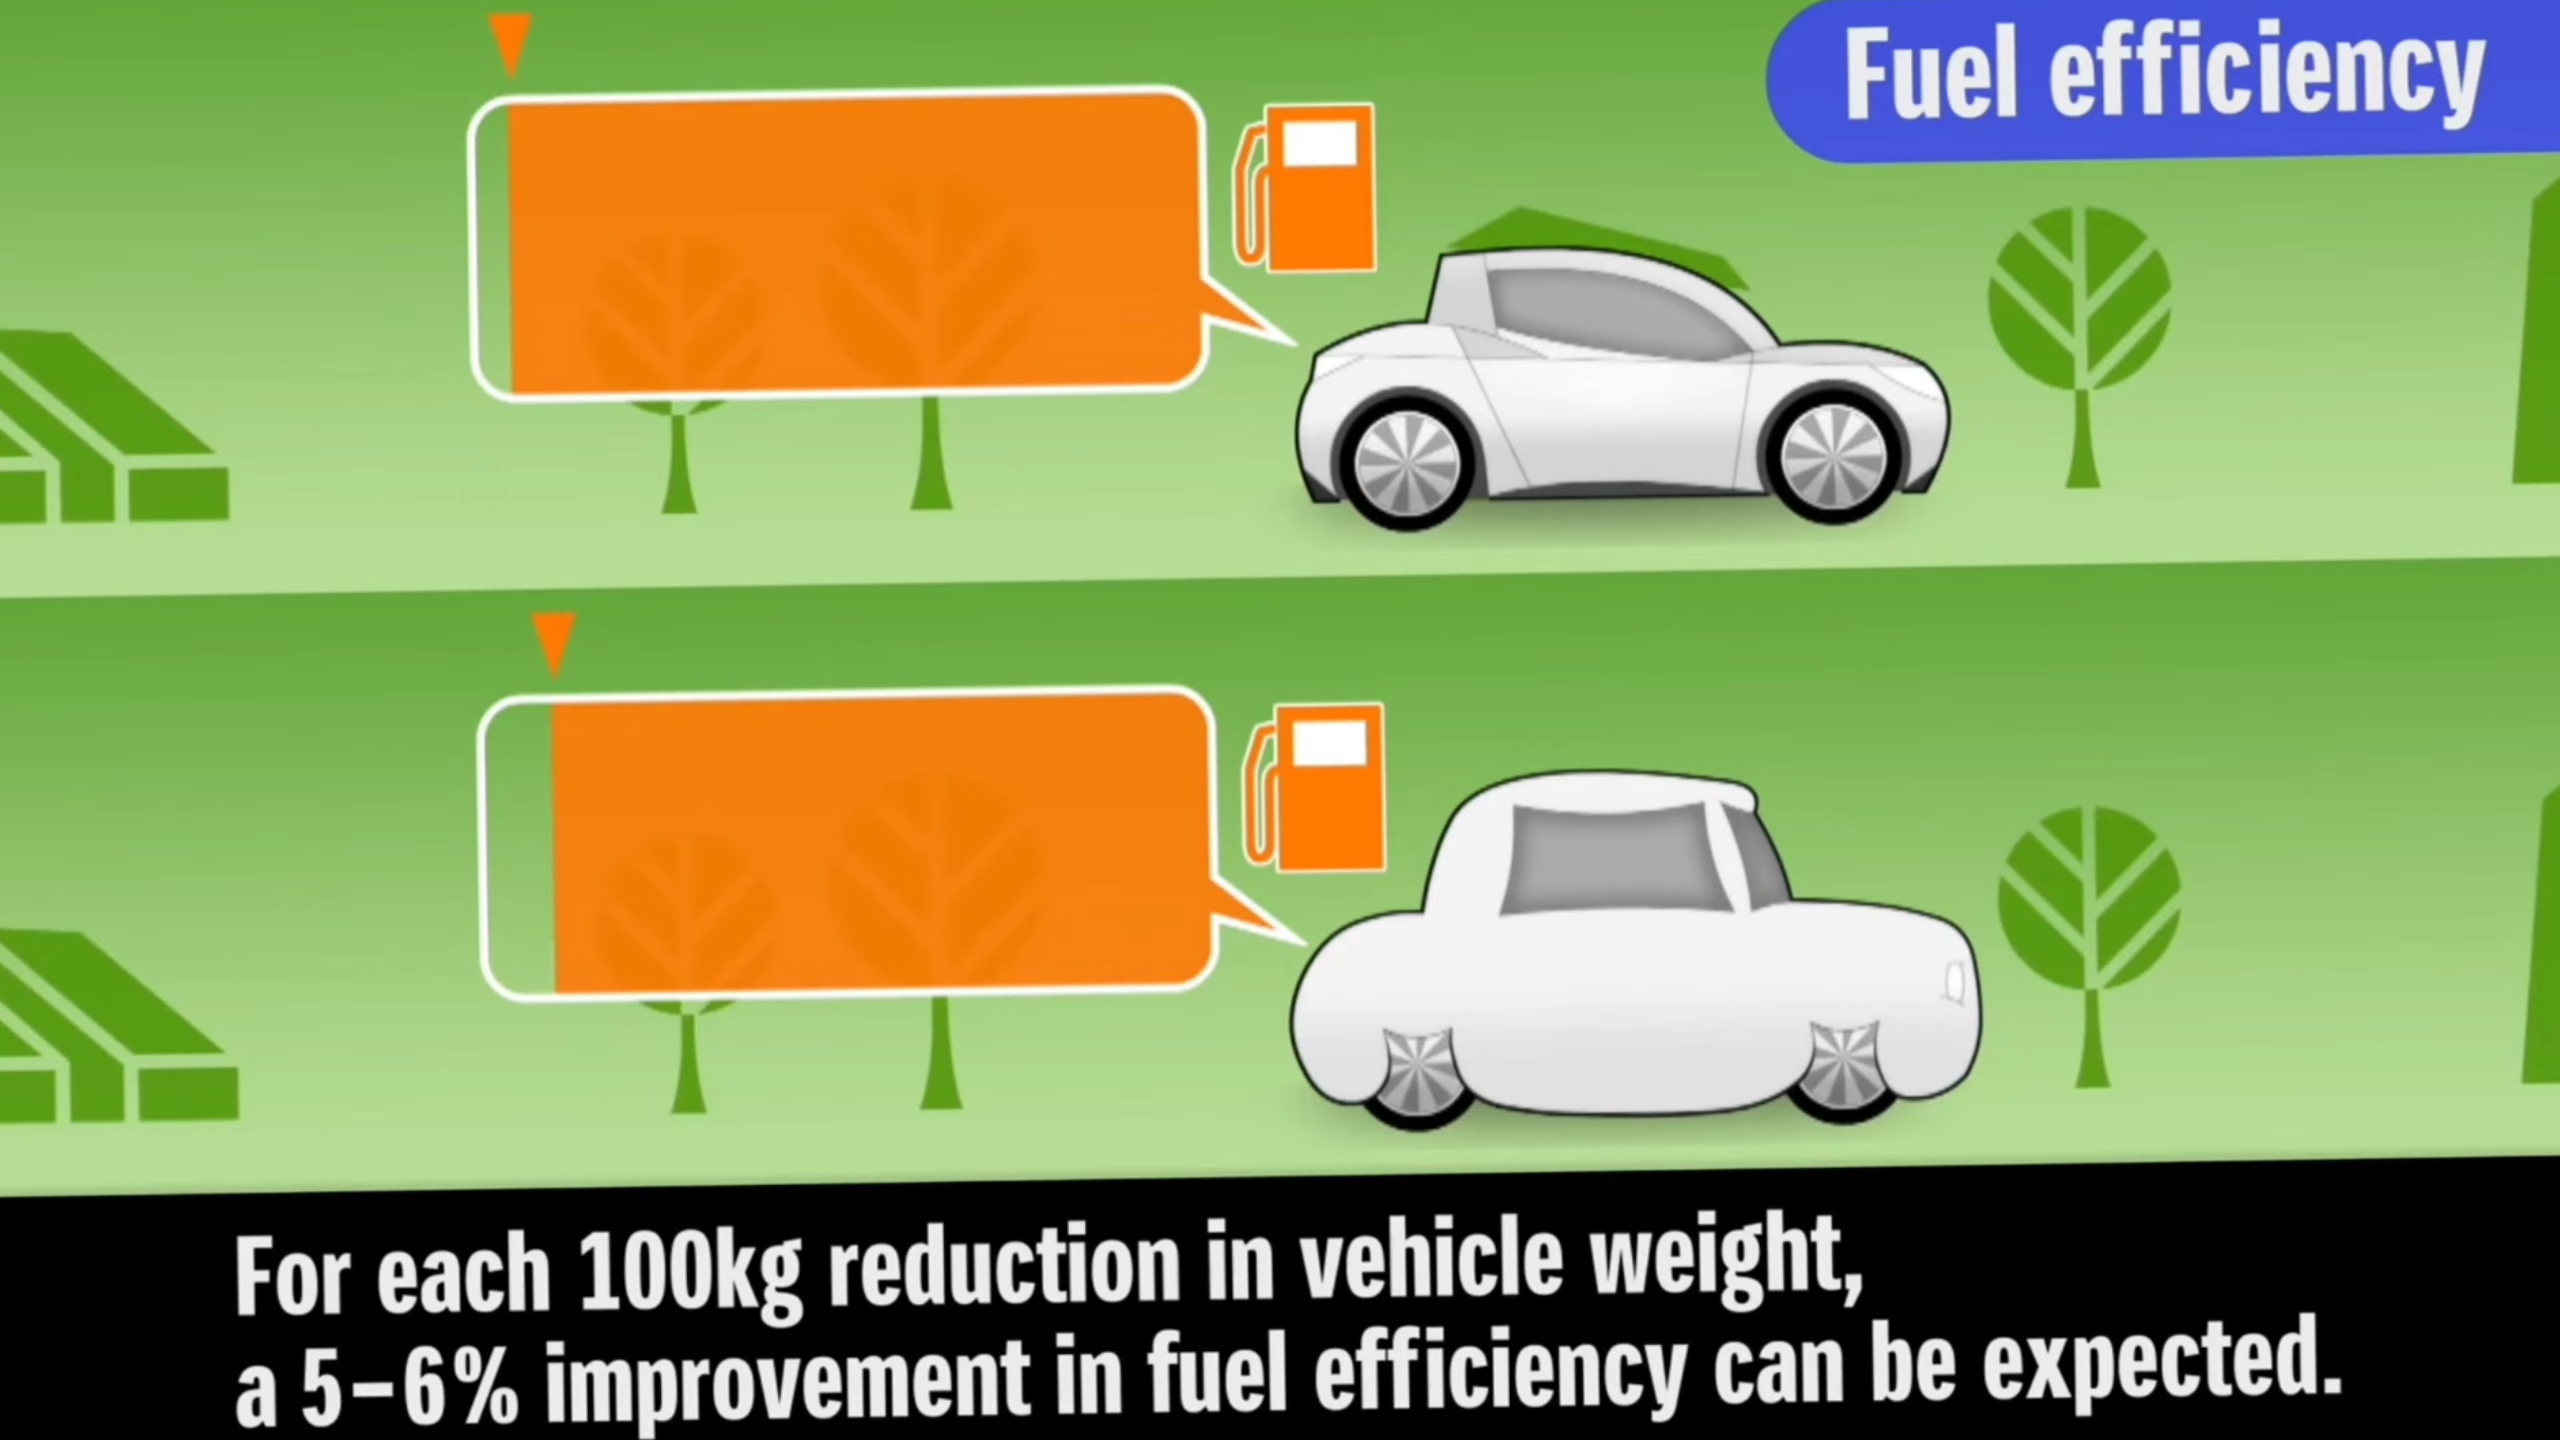 Fuel efficiency
For each 100kg reduction in vehicle weight,
a 5–6% improvement in fuel efficiency can be expected.